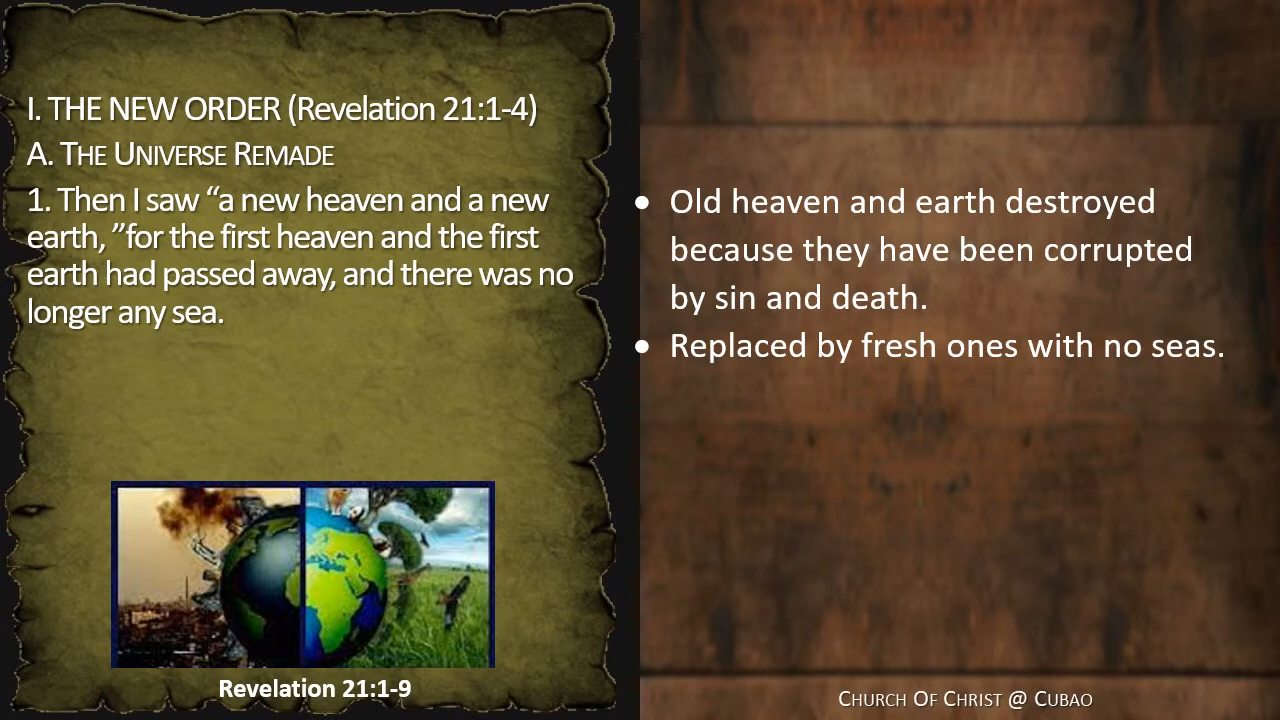 I. THE NEW ORDER (Revelation 21:1-4)
A. THE UNIVERSE REMADE
1. Then I saw “a new heaven and a new
earth, ”for the first heaven and the first
earth had passed away, and there was no
longer any sea.
Revelation 21:1-9
• Old heaven and earth destroyed
because they have been corrupted
by sin and death.
• Replaced by fresh ones with no seas.
CHURCH OF CHRIST @ CUBAO